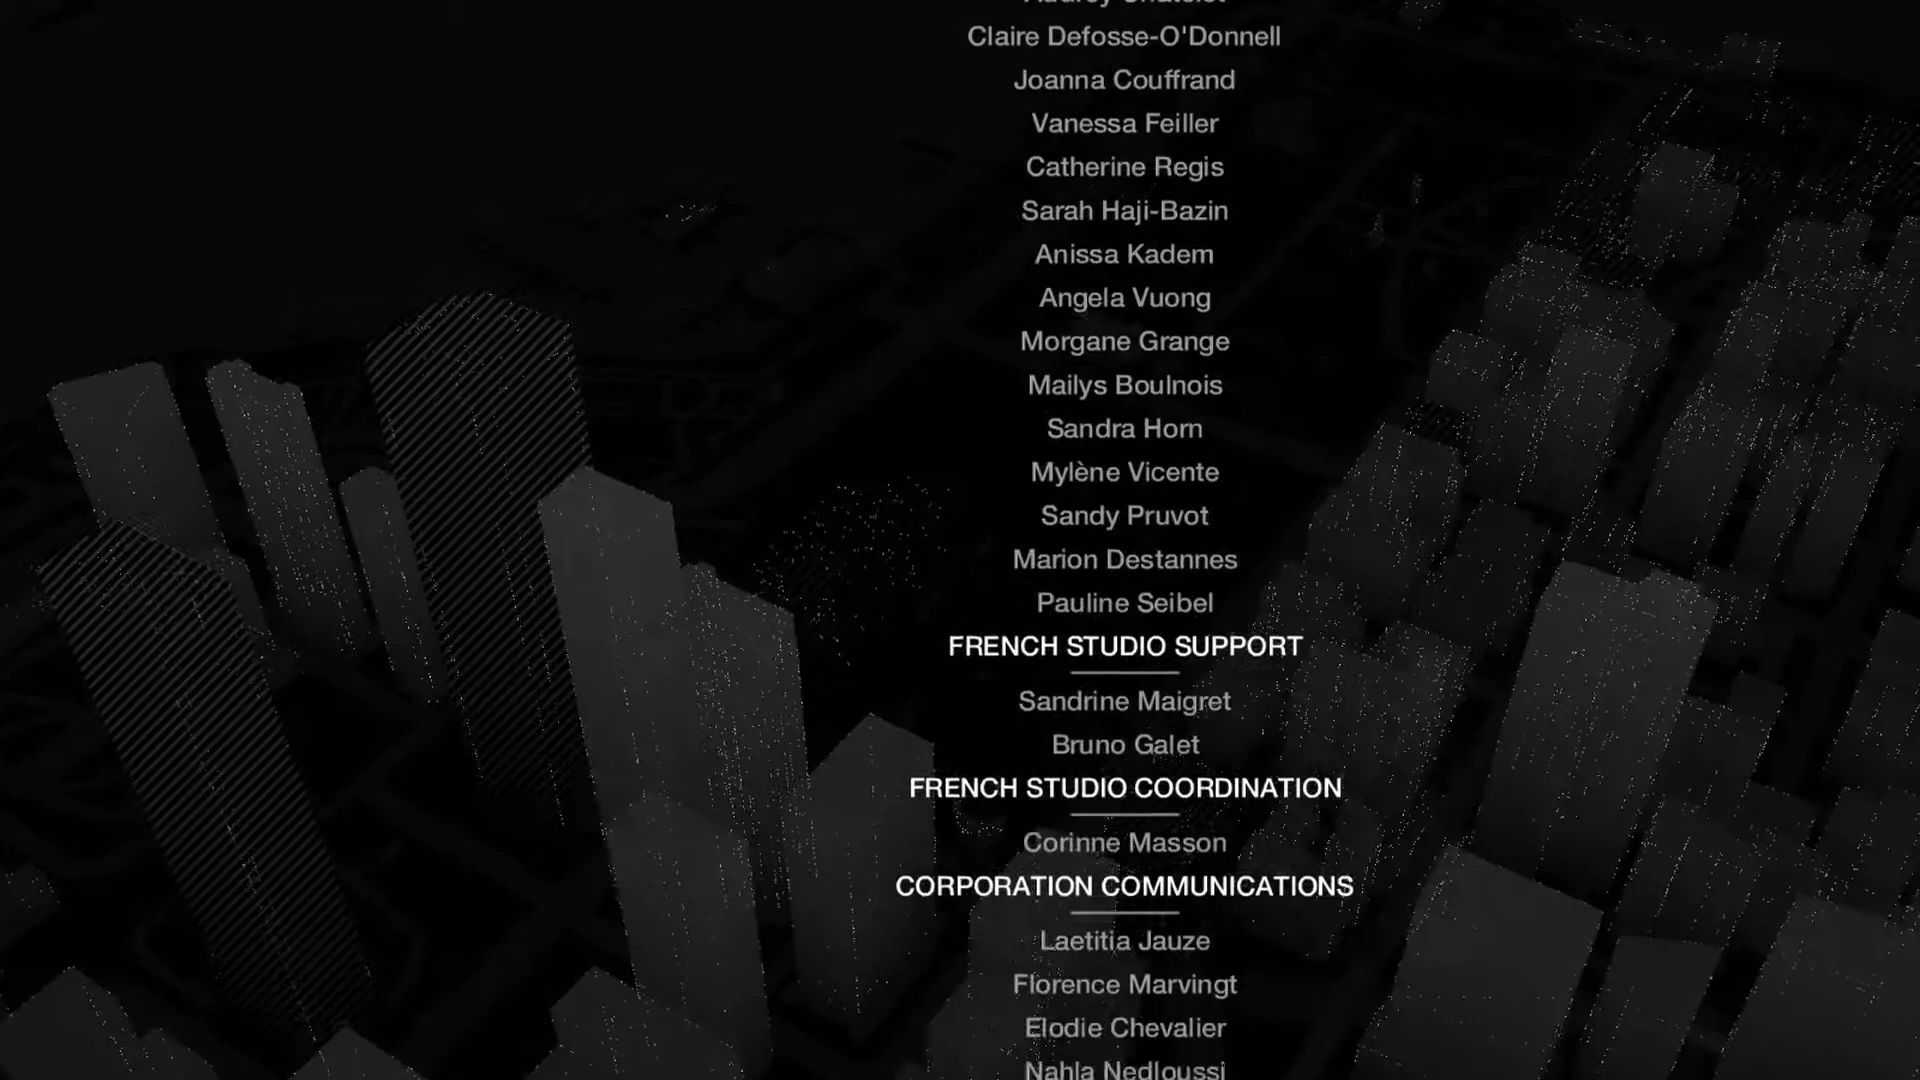 Audrey Chatelet
Claire Defosse-O'Donnell
Joanna Couffrand
Vanessa Feiller
Catherine Regis
Sarah Haji-Bazin
Anissa Kadem
Angela Vuong
Morgane Grange
Mailys Boulnois
Sandra Horn
Mylène Vicente
Sandy Pruvot
Marion Destannes
Pauline Seibel
FRENCH STUDIO SUPPORT
Sandrine Maigret
Bruno Galet
FRENCH STUDIO COORDINATION
Corinne Masson
CORPORATION COMMUNICATIONS
Laetitia Jauze
Florence Marvingt
Elodie Chevalier
Nahla Nedloussi